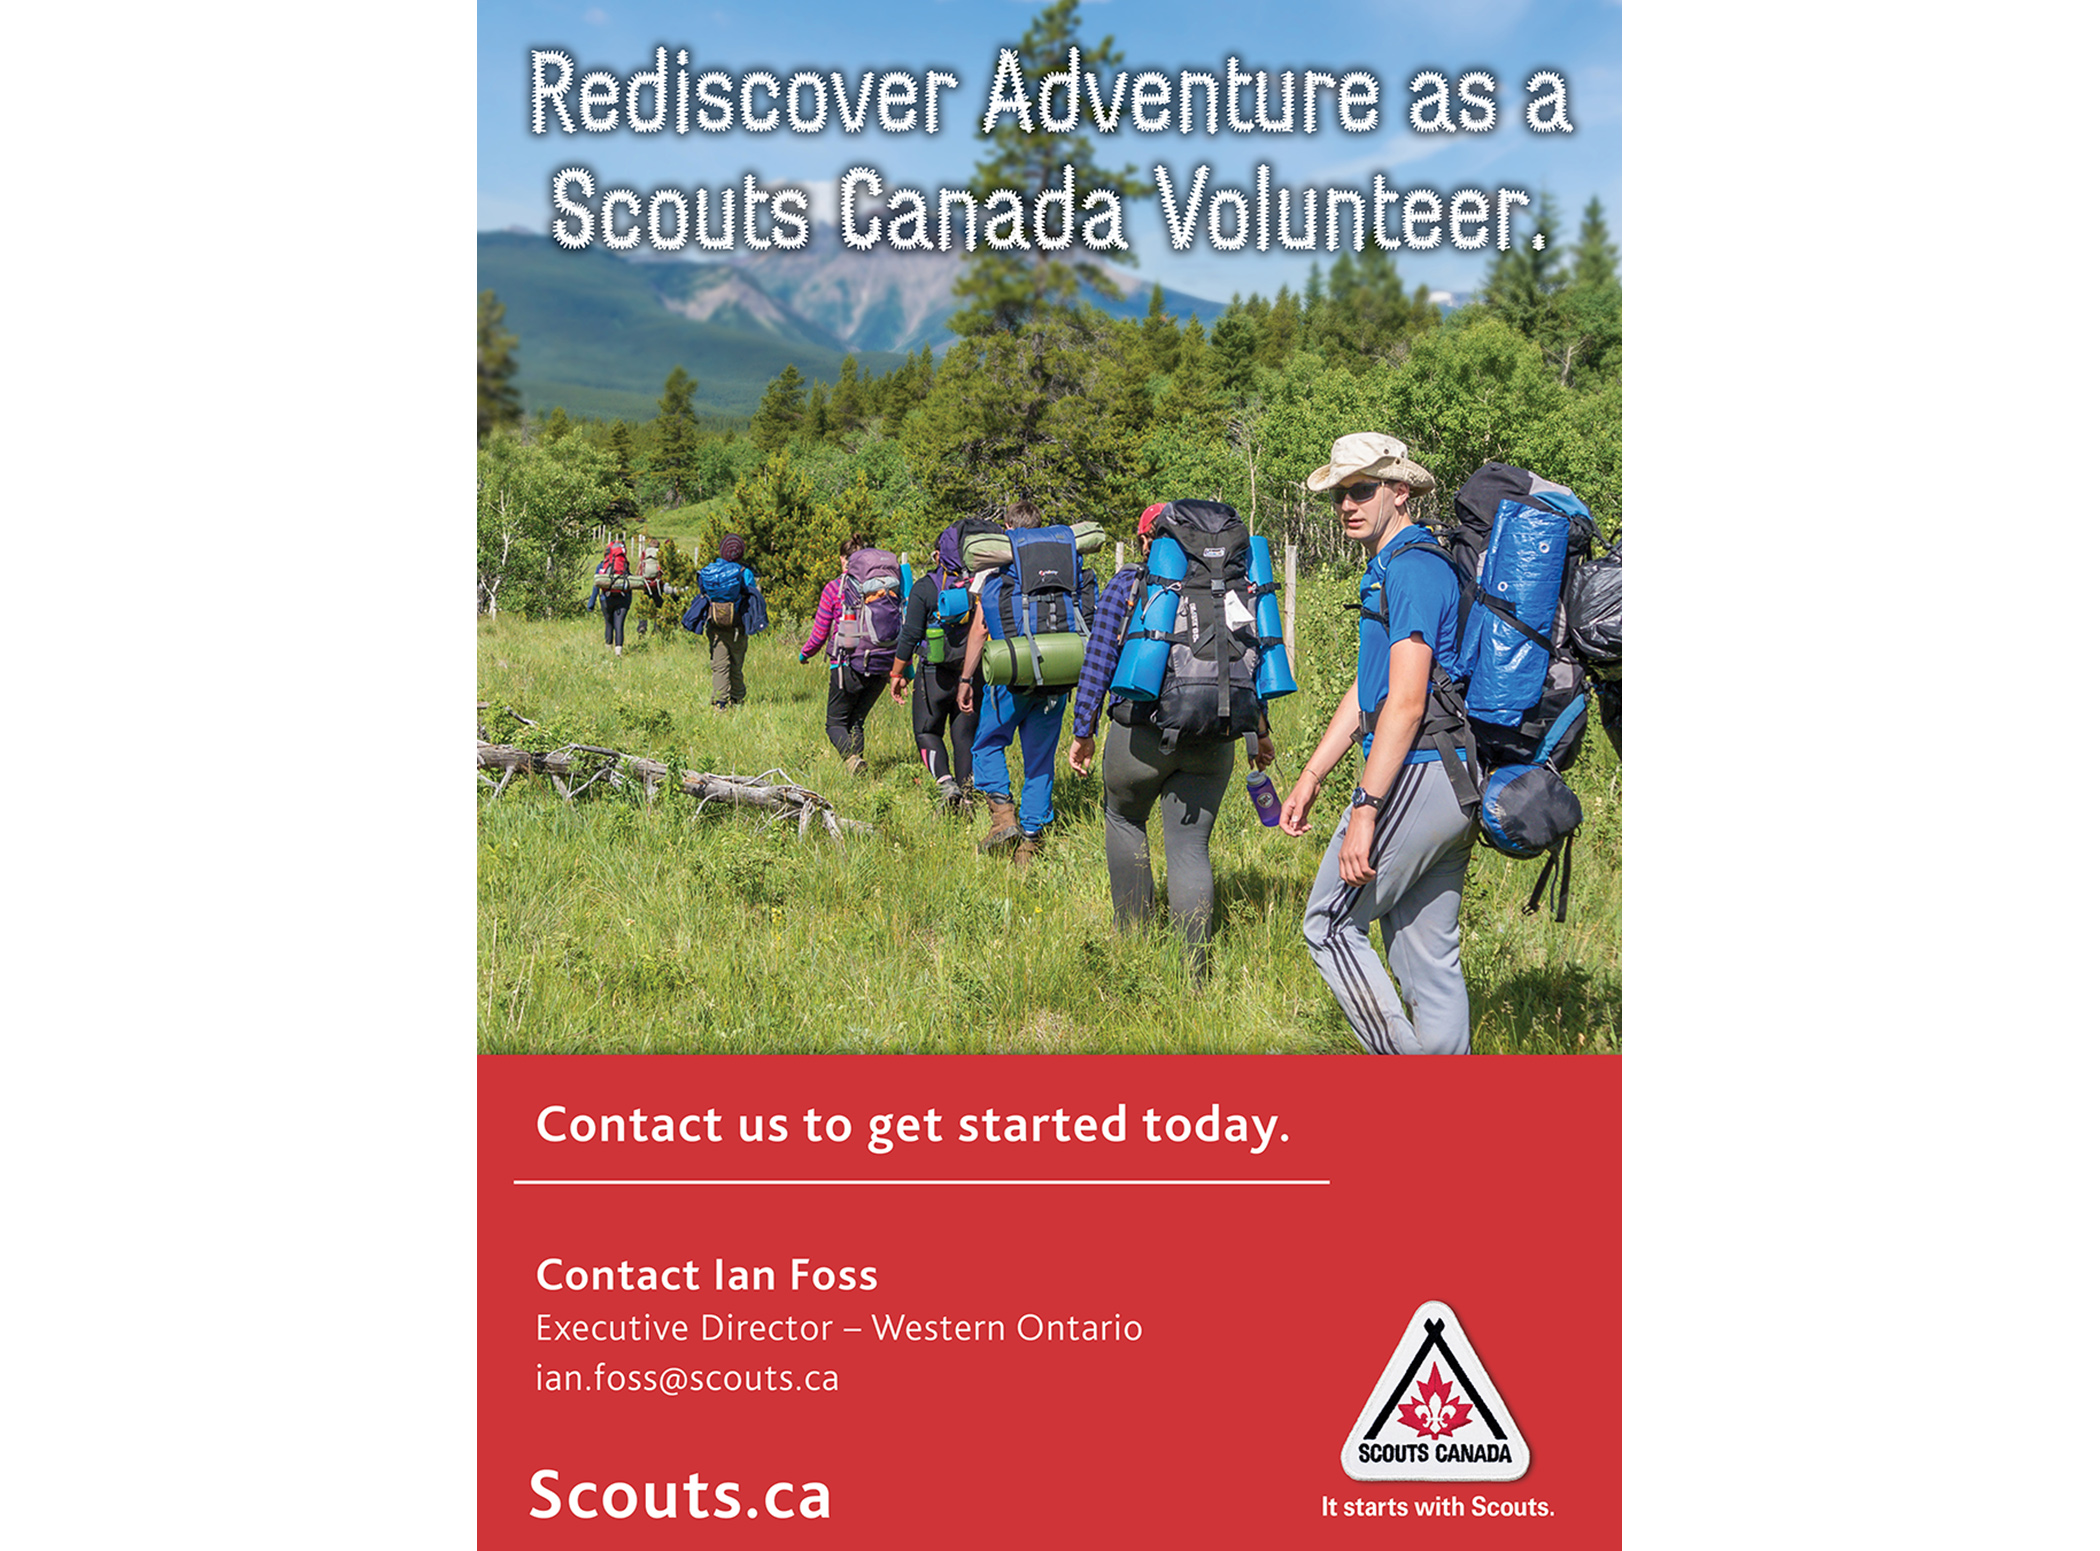 Rediscover Adventure as a
Scouts Canada Volunteer.
Contact us to get started today.
Contact Ian Foss
Executive Director – Western Ontario
ian.foss@scouts.ca
Scouts.ca
SCOUTS CANADA
It starts with Scouts.